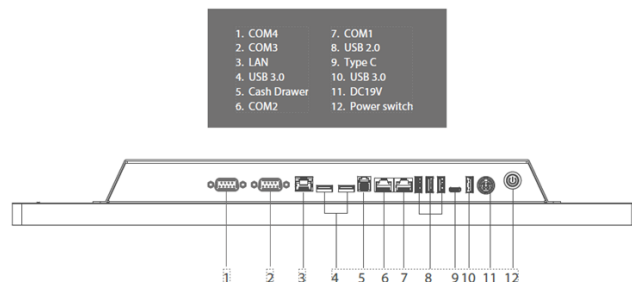 1. COM4
2. COM3
3. LAN
4. USB 3.0
5. Cash Drawer
6. COM2
7. COM1
8. USB 2.0
9. Type C
10. USB 3.0
11. DC19V
12. Power switch
1 2 3 4 5 6 7 8 9 10 11 12